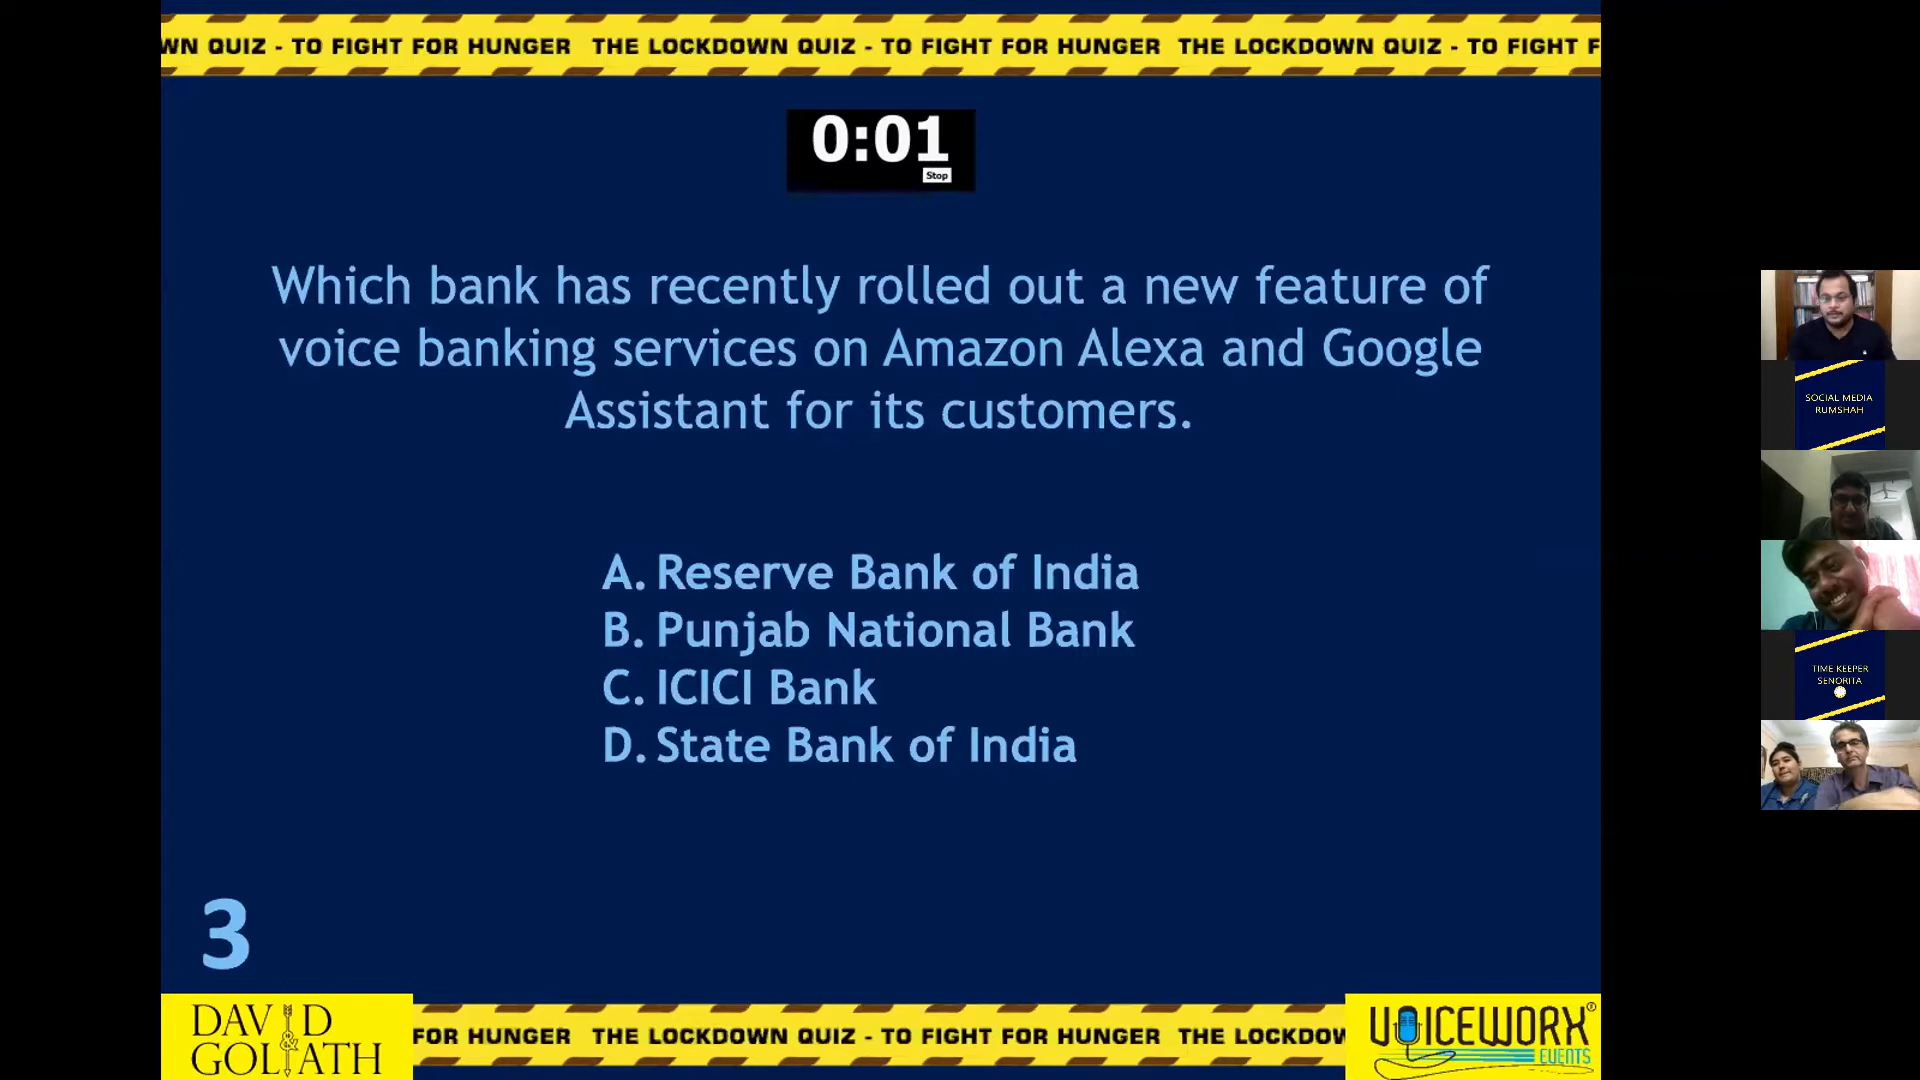 WN QUIZ - TO FIGHT FOR HUNGER THE LOCKDOWN QUIZ - TO FIGHT FOR HUNGER THE LOCKDOWN QUIZ - TO FIGHT F
0:01
Stop
Which bank has recently rolled out a new feature of
voice banking services on Amazon Alexa and Google
Assistant for its customers.
A. Reserve Bank of India
B. Punjab National Bank
C. ICICI Bank
D. State Bank of India
3
DAVID
&
GOLIATH
FOR HUNGER THE LOCKDOWN QUIZ - TO FIGHT FOR HUNGER THE LOCKDOW
VOICEWORX®
EVENTS
SOCIAL MEDIA
RUMSHAH
TIME KEEPER
SENORITA